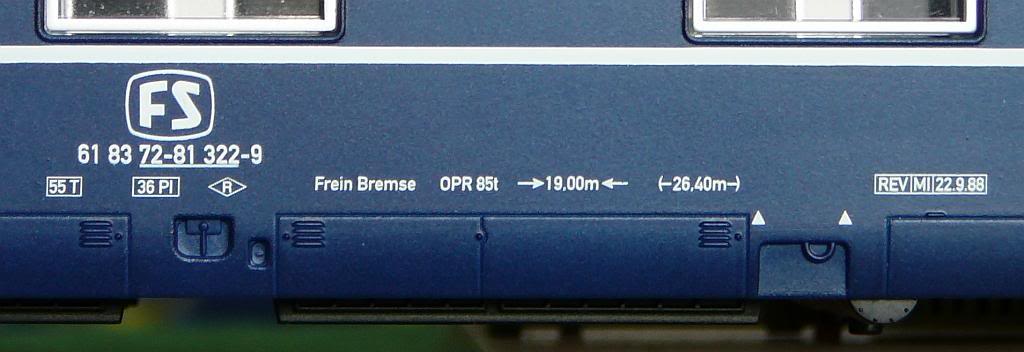 FS
61 83 72-81 322-9
55 T 36 Pl R Frein Bremse OPR 85t →19,00m← (-26,40m-) REV MI 22.9.88